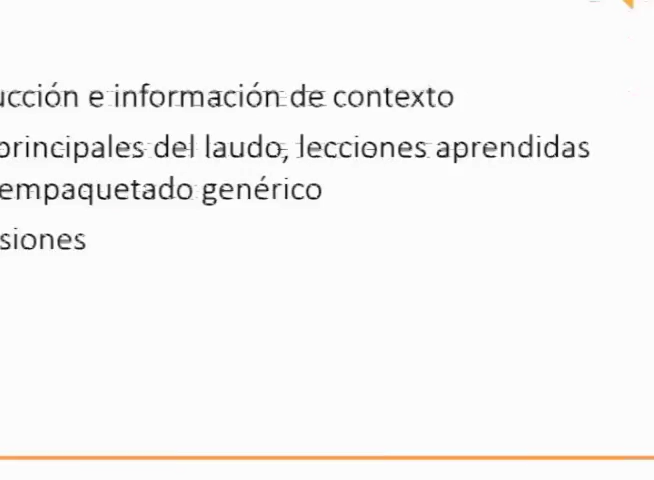 ucción e información de contexto
principales del laudo, lecciones aprendidas
empaquetado genérico
siones